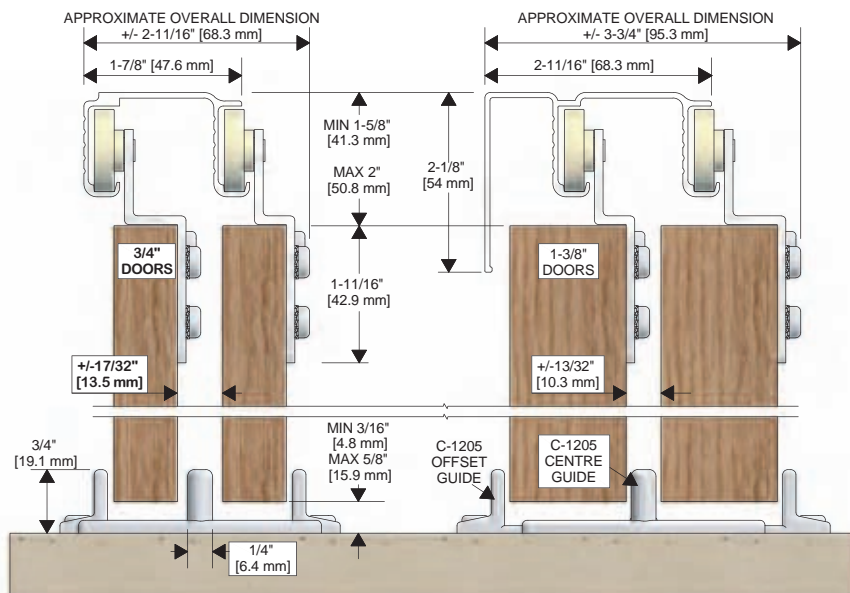 APPROXIMATE OVERALL DIMENSION
+/- 2-11/16" [68.3 mm]
1-7/8" [47.6 mm]
APPROXIMATE OVERALL DIMENSION
+/- 3-3/4" [95.3 mm]
2-11/16" [68.3 mm]
MIN 1-5/8"
[41.3 mm]
MAX 2"
[50.8 mm]
2-1/8"
[54 mm]
3/4"
DOORS
1-11/16"
[42.9 mm]
1-3/8"
DOORS
+/-17/32"
[13.5 mm]
+/-13/32"
[10.3 mm]
3/4"
[19.1 mm]
MIN 3/16"
[4.8 mm]
MAX 5/8"
[15.9 mm]
C-1205
OFFSET
GUIDE
C-1205
CENTRE
GUIDE
1/4"
[6.4 mm]